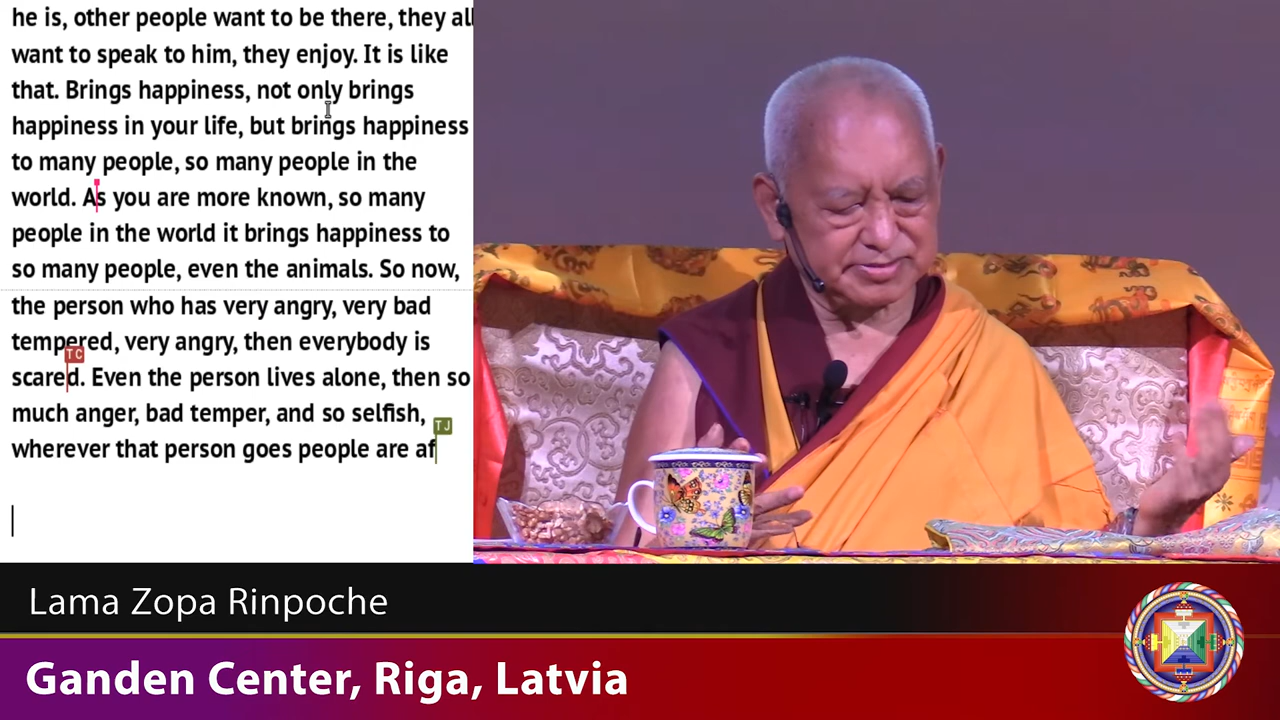 he is, other people want to be there, they all
want to speak to him, they enjoy. It is like
that. Brings happiness, not only brings
happiness in your life, but brings happiness
to many people, so many people in the
world. As you are more known, so many
people in the world it brings happiness to
so many people, even the animals. So now,
the person who has very angry, very bad
tempered, very angry, then everybody is
TC
scared. Even the person lives alone, then so
much anger, bad temper, and so selfish,
TJ
wherever that person goes people are af
Lama Zopa Rinpoche
Ganden Center, Riga, Latvia